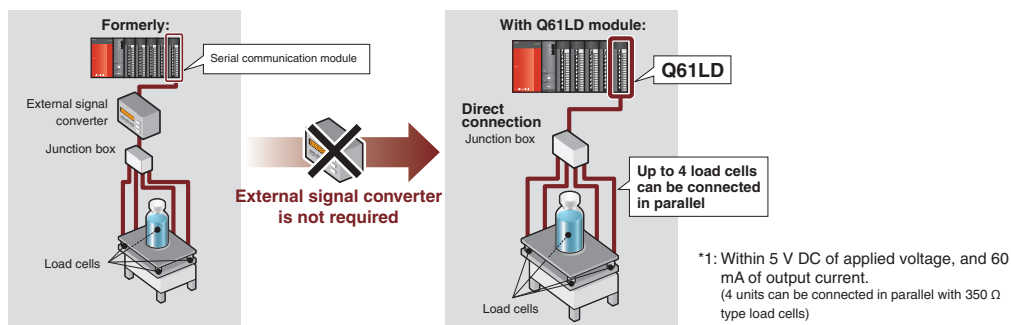 Formerly:
Serial communication module
External signal
converter
Junction box
Load cells
External signal converter
is not required
With Q61LD module:
Q61LD
Direct
connection
Junction box
Up to 4 load cells
can be connected
in parallel
Load cells
*1: Within 5 V DC of applied voltage, and 60
mA of output current.
(4 units can be connected in parallel with 350 Ω
type load cells)